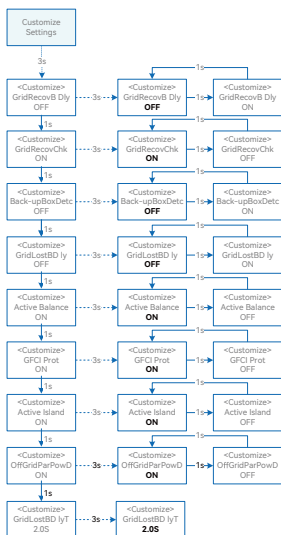 Customize
Settings
3s
1s
<Customize>
GridRecovB Dly
OFF
3s
<Customize>
GridRecovB Dly
OFF
1s
<Customize>
GridRecovB Dly
ON
1s
1s
<Customize>
GridRecovChk
ON
3s
<Customize>
GridRecovChk
ON
1s
<Customize>
GridRecovChk
OFF
1s
1s
<Customize>
Back-upBoxDetc
OFF
3s
<Customize>
Back-upBoxDetc
OFF
1s
<Customize>
Back-upBoxDetc
ON
1s
1s
<Customize>
GridLostBD ly
OFF
3s
<Customize>
GridLostBD ly
OFF
1s
<Customize>
GridLostBD ly
ON
1s
1s
<Customize>
Active Balance
ON
3s
<Customize>
Active Balance
ON
1s
<Customize>
Active Balance
OFF
1s
1s
<Customize>
GFCI Prot
ON
3s
<Customize>
GFCI Prot
ON
1s
<Customize>
GFCI Prot
OFF
1s
1s
<Customize>
Active Island
ON
3s
<Customize>
Active Island
ON
1s
<Customize>
Active Island
OFF
1s
1s
<Customize>
OffGridParPowD
ON
3s
<Customize>
OffGridParPowD
ON
1s
<Customize>
OffGridParPowD
OFF
1s
<Customize>
GridLostBD lyT
2.0S
3s
<Customize>
GridLostBD lyT
2.0S